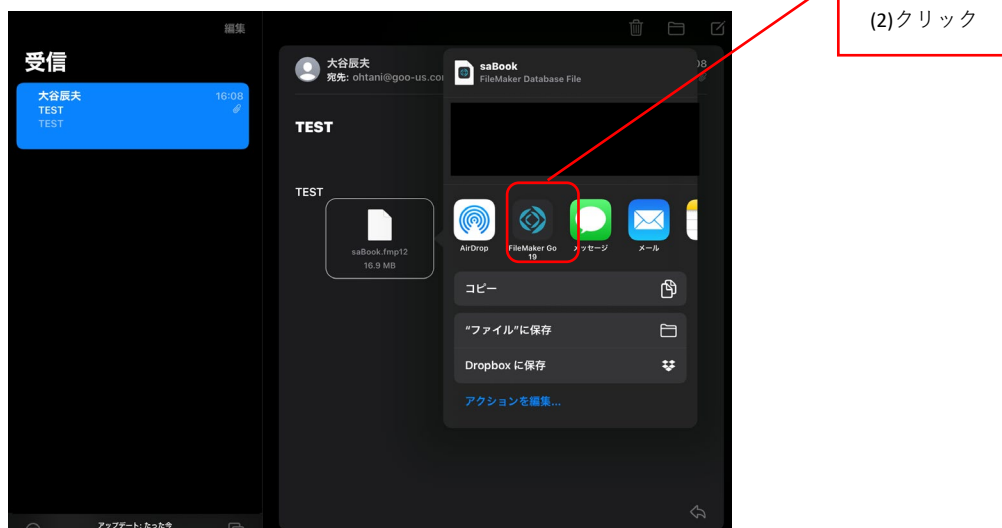 (2)クリック
編集
受信
大谷辰夫
16:08
TEST
TEST
大谷辰夫
宛先: ohtani@goo-us.co
08
TEST
TEST
saBook.fmp12
16.9 MB
saBook
FileMaker Database File
AirDrop
FileMaker Go
19
メッセージ
メール
コピー
“ファイル”に保存
Dropbox に保存
アクションを編集...
アップデート: たった今